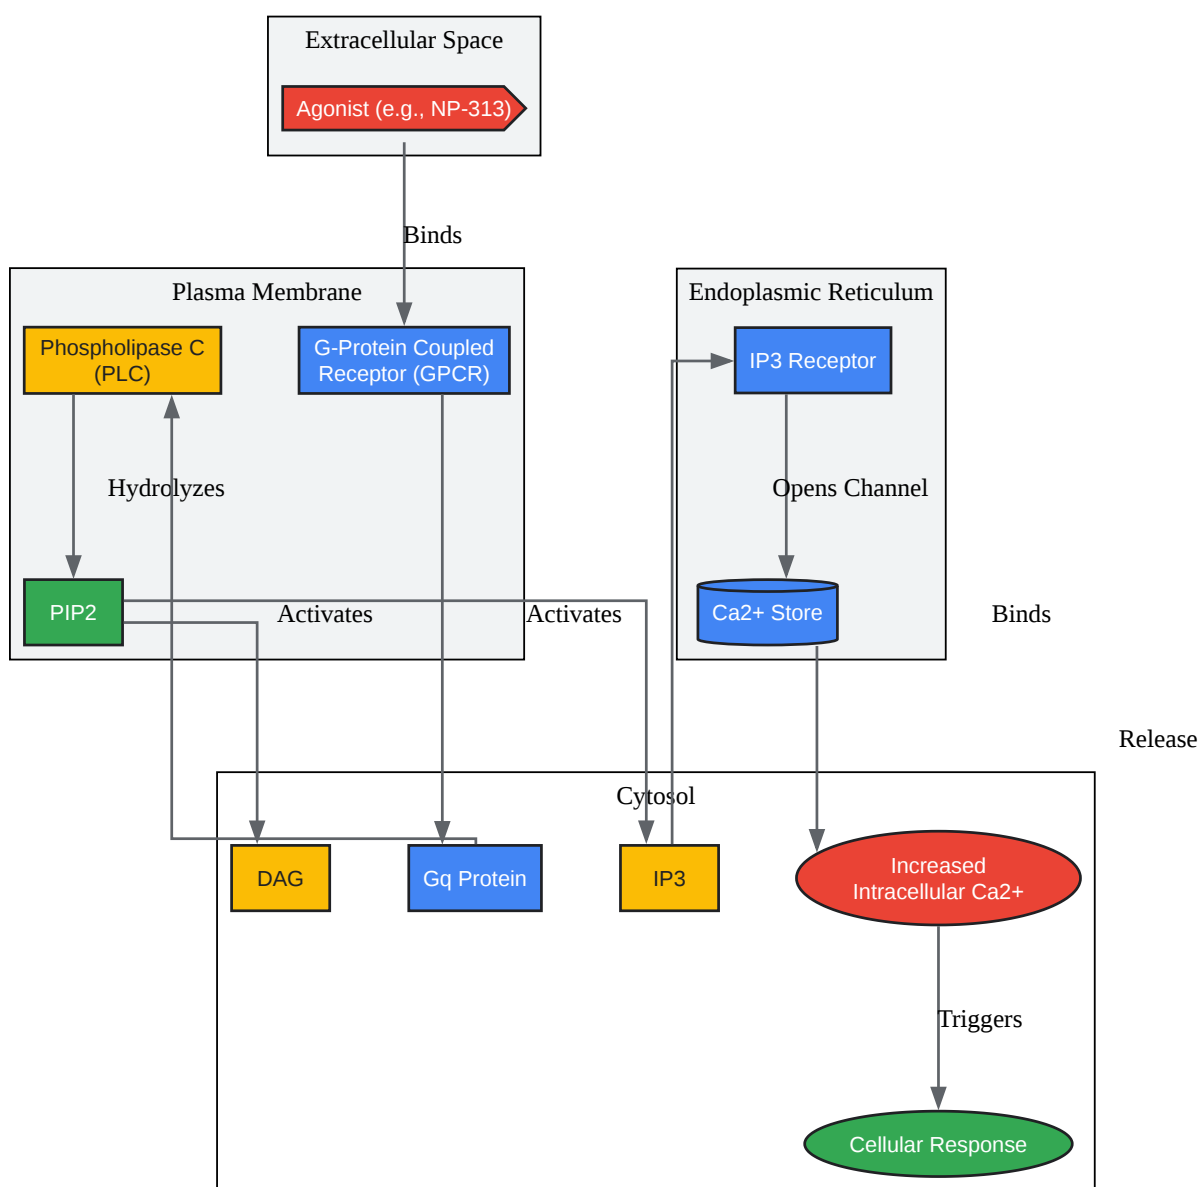 Extracellular Space
Agonist (e.g., NP-313)
Binds
Plasma Membrane
Endoplasmic Reticulum
Phospholipase C
(PLC)
G-Protein Coupled
Receptor (GPCR)
IP3 Receptor
Hydrolyzes
Opens Channel
PIP2
Activates
Activates
Ca2+ Store
Binds
Release
Cytosol
DAG
Gq Protein
IP3
Increased
Intracellular Ca2+
Triggers
Cellular Response